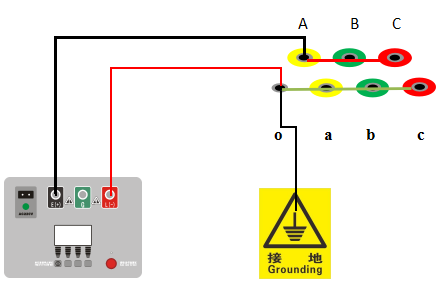 A B C
o a b c
E(+) G L(-)
接 地
Grounding